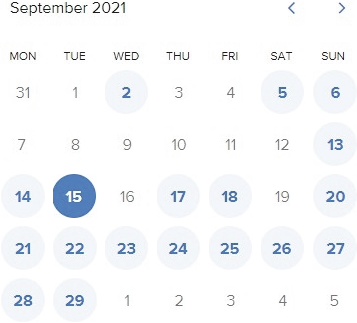 September 2021
MON TUE WED THU FRI SAT SUN
31 1 2 3 4 5 6
7 8 9 10 11 12 13
14 15 16 17 18 19 20
21 22 23 24 25 26 27
28 29 1 2 3 4 5